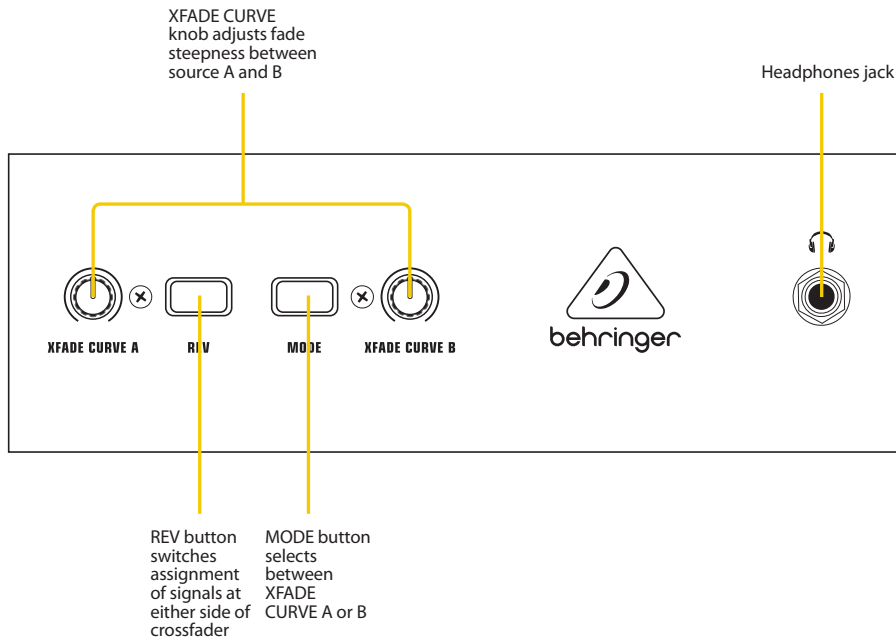 XFADE CURVE
knob adjusts fade
steepness between
source A and B
Headphones jack
XFADE CURVE A
REV
MODE
XFADE CURVE B
behringer
REV button
switches
assignment
of signals at
either side of
crossfader
MODE button
selects
between
XFADE
CURVE A or B